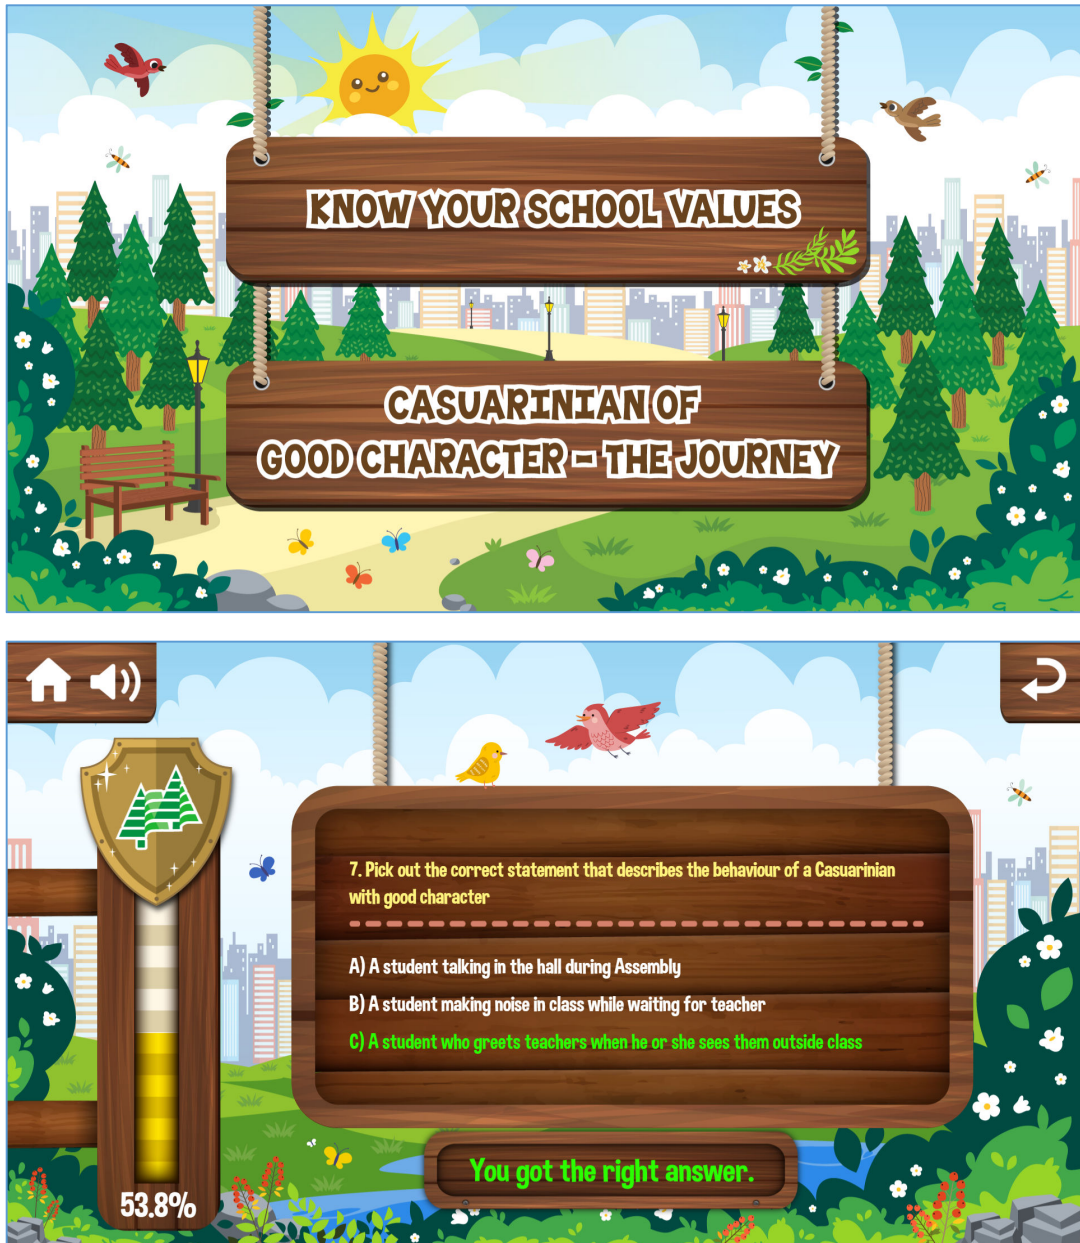 KNOW YOUR SCHOOL VALUES
CASUARINIAN OF
GOOD CHARACTER - THE JOURNEY
7. Pick out the correct statement that describes the behaviour of a Casuarinian
with good character
A) A student talking in the hall during Assembly
B) A student making noise in class while waiting for teacher
C) A student who greets teachers when he or she sees them outside class
You got the right answer.
53.8%